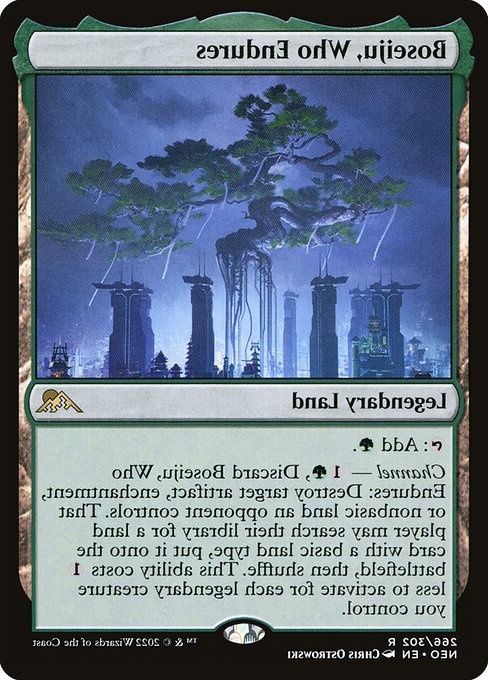 Boseiju, Who Endures
Legendary Land
: Add .
Channel — 1 , Discard Boseiju, Who
Endures: Destroy target artifact, enchantment,
or nonbasic land an opponent controls. That
player may search their library for a land
card with a basic land type, put it onto the
battlefield, then shuffle. This ability costs 1
less to activate for each legendary creature
you control.
266/302 R
NEO • EN CHRIS OSTROWSKI
™ & © 2022 Wizards of the Coast